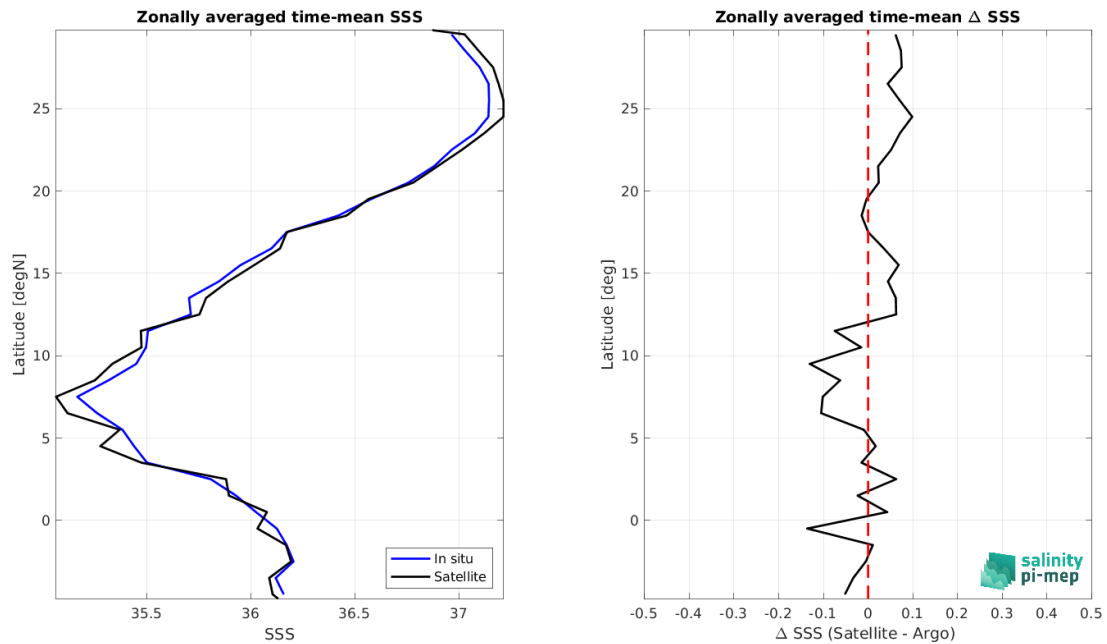 Zonally averaged time-mean SSS
Latitude [degN]
25
20
15
10
5
0
35.5 36 36.5 37
SSS
In situ
Satellite
Zonally averaged time-mean Δ SSS
Latitude [deg]
25
20
15
10
5
0
-0.5 -0.4 -0.3 -0.2 -0.1 0 0.1 0.2 0.3 0.4 0.5
Δ SSS (Satellite - Argo)
salinity
pi-mep